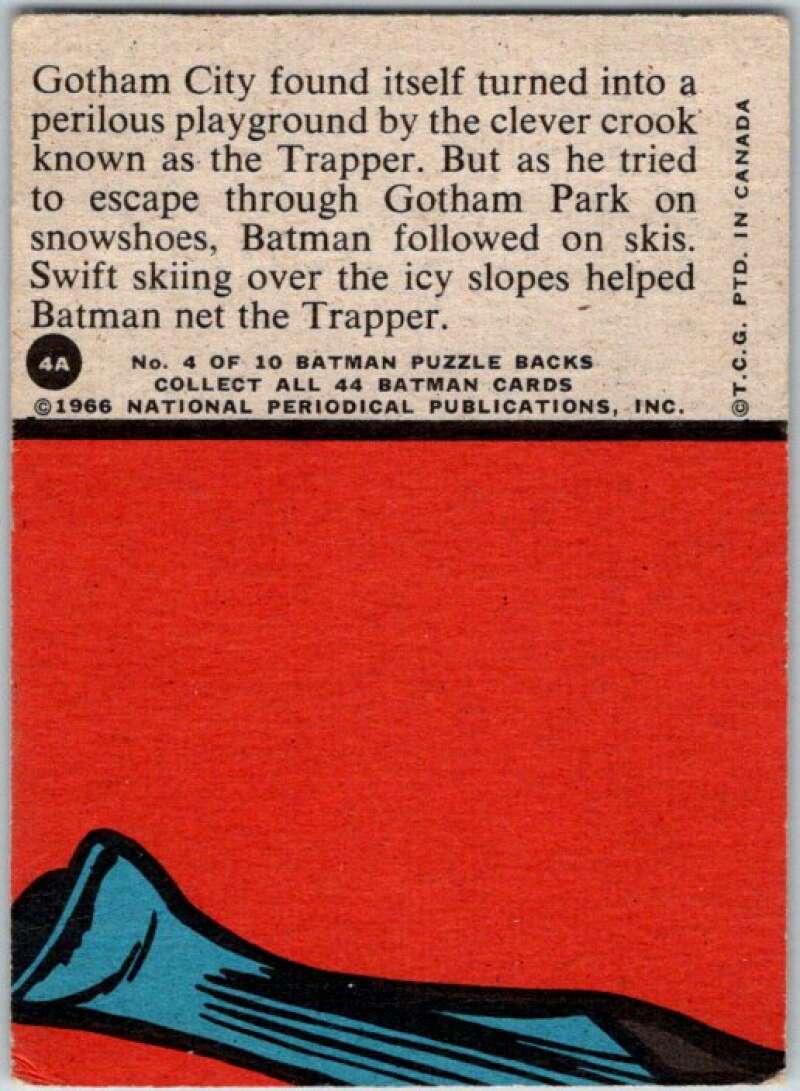 Gotham City found itself turned into a
perilous playground by the clever crook
known as the Trapper. But as he tried
to escape through Gotham Park on
snowshoes, Batman followed on skis.
Swift skiing over the icy slopes helped
Batman net the Trapper.
4A
No. 4 OF 10 BATMAN PUZZLE BACKS
COLLECT ALL 44 BATMAN CARDS
©1966 NATIONAL PERIODICAL PUBLICATIONS, INC.
©T.C.G. PTD. IN CANADA